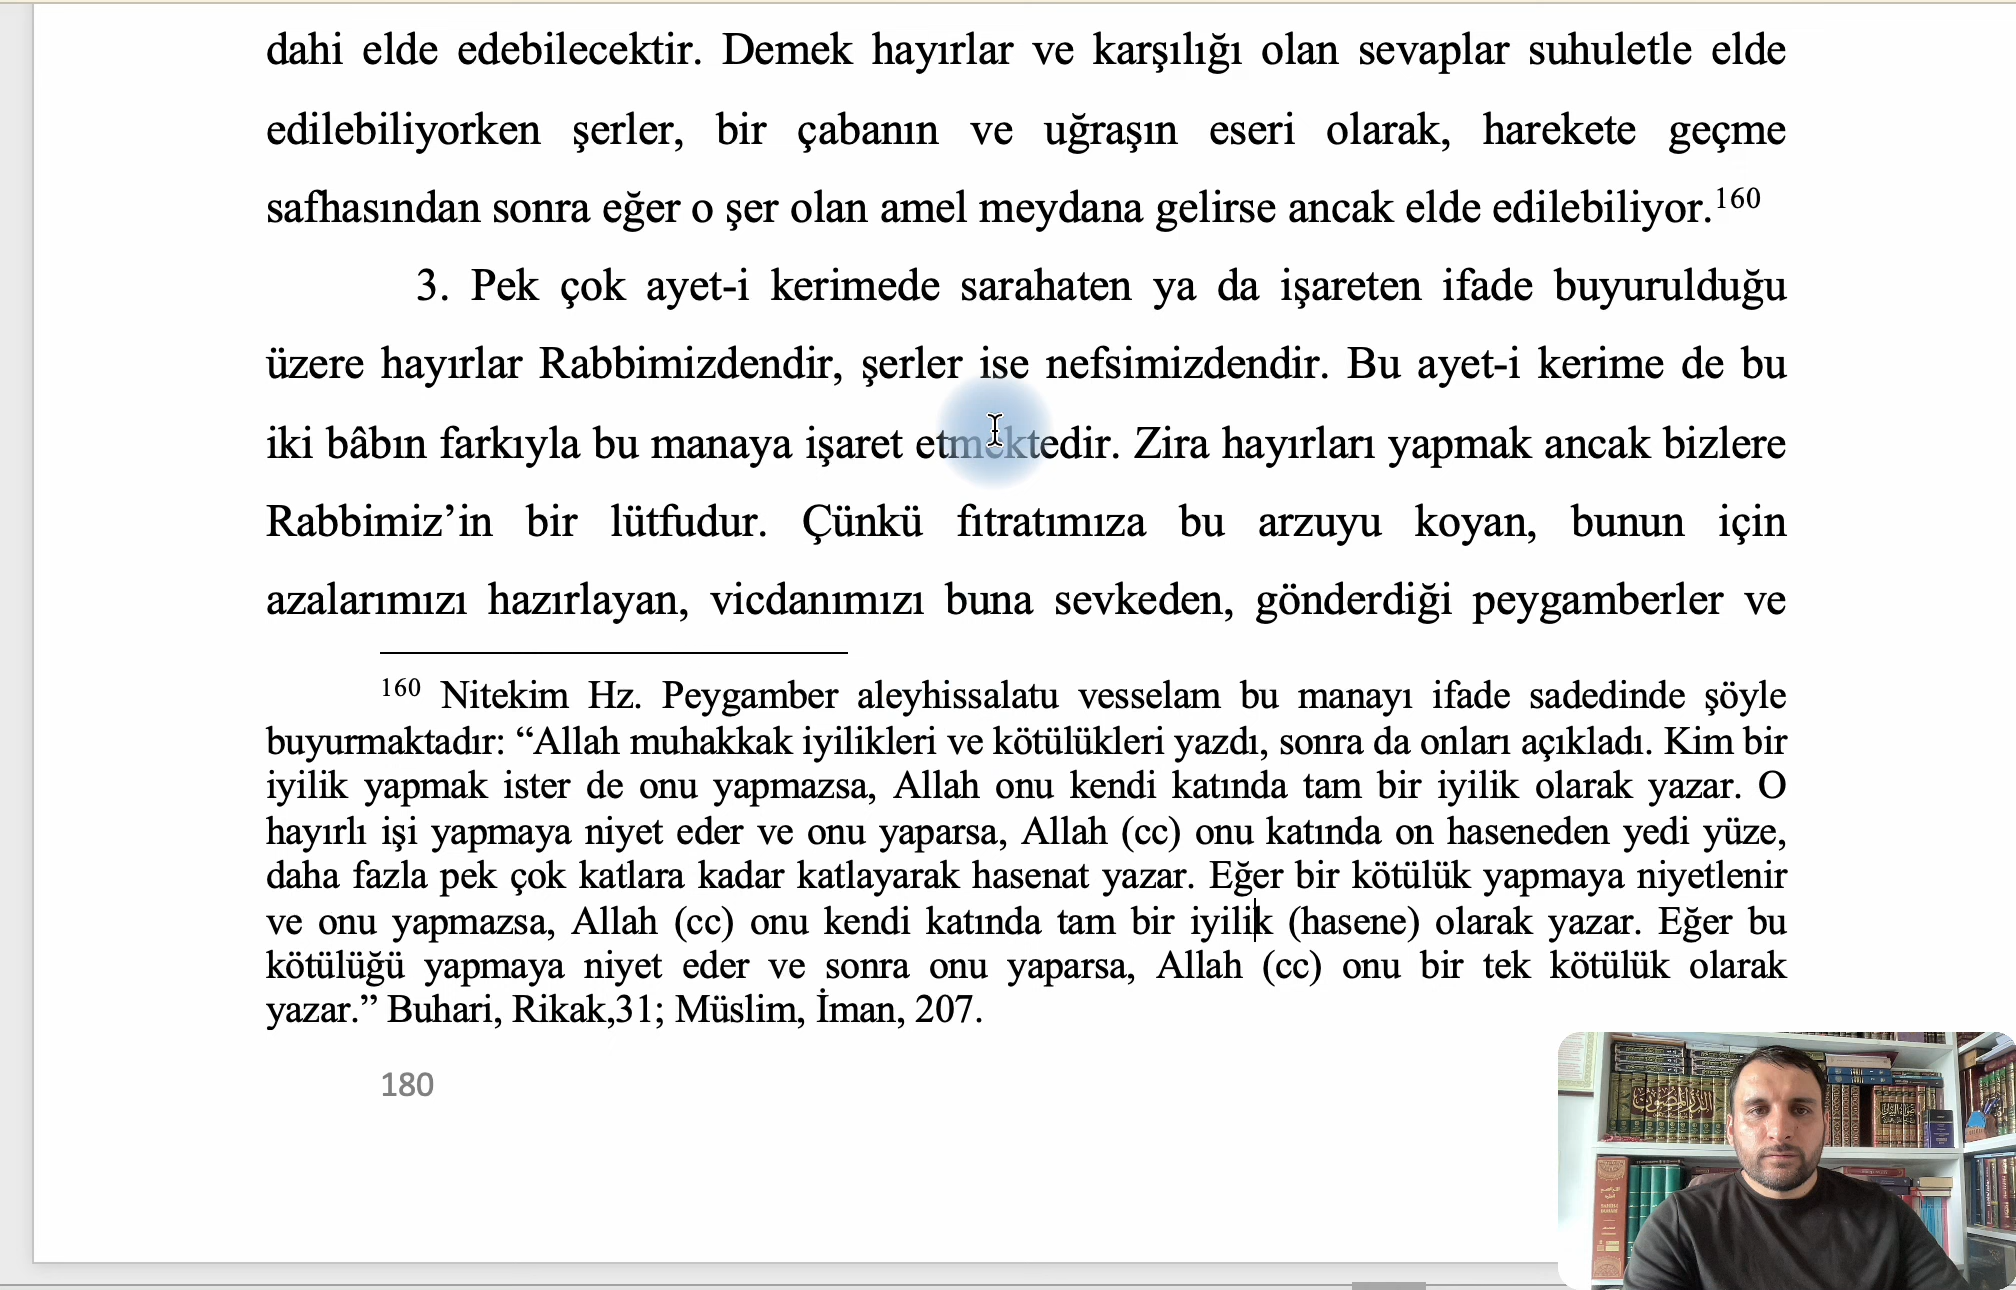 dahi elde edebilecektir. Demek hayırlar ve karşılığı olan sevaplar suhuletle elde
edilebiliyorken şerler, bir çabanın ve uğraşın eseri olarak, harekete geçme
safhasından sonra eğer o şer olan amel meydana gelirse ancak elde edilebiliyor.160
3. Pek çok ayet-i kerimede sarahaten ya da işareten ifade buyurulduğu
üzere hayırlar Rabbimizdendir, şerler ise nefsimizdendir. Bu ayet-i kerime de bu
iki bâbın farkıyla bu manaya işaret etmektedir. Zira hayırları yapmak ancak bizlere
Rabbimiz’in bir lütfudur. Çünkü fıtratımıza bu arzuyu koyan, bunun için
azalarımızı hazırlayan, vicdanımızı buna sevkeden, gönderdiği peygamberler ve
160 Nitekim Hz. Peygamber aleyhissalatu vesselam bu manayı ifade sadedinde şöyle
buyurmaktadır: “Allah muhakkak iyilikleri ve kötülükleri yazdı, sonra da onları açıkladı. Kim bir
iyilik yapmak ister de onu yapmazsa, Allah onu kendi katında tam bir iyilik olarak yazar. O
hayırlı işi yapmaya niyet eder ve onu yaparsa, Allah (cc) onu katında on haseneden yedi yüze,
daha fazla pek çok katlara kadar katlayarak hasenat yazar. Eğer bir kötülük yapmaya niyetlenir
ve onu yapmazsa, Allah (cc) onu kendi katında tam bir iyilik (hasene) olarak yazar. Eğer bu
kötülüğü yapmaya niyet eder ve sonra onu yaparsa, Allah (cc) onu bir tek kötülük olarak
yazar.” Buhari, Rikak,31; Müslim, İman, 207.
180
الدر المصون